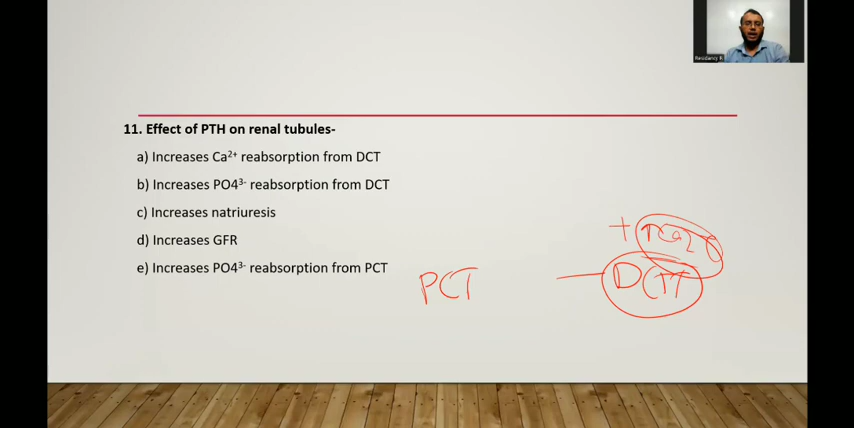 Residency R
11. Effect of PTH on renal tubules-
a) Increases Ca²⁺ reabsorption from DCT
b) Increases PO4³⁻ reabsorption from DCT
c) Increases natriuresis
d) Increases GFR
e) Increases PO4³⁻ reabsorption from PCT
PCT
DCT